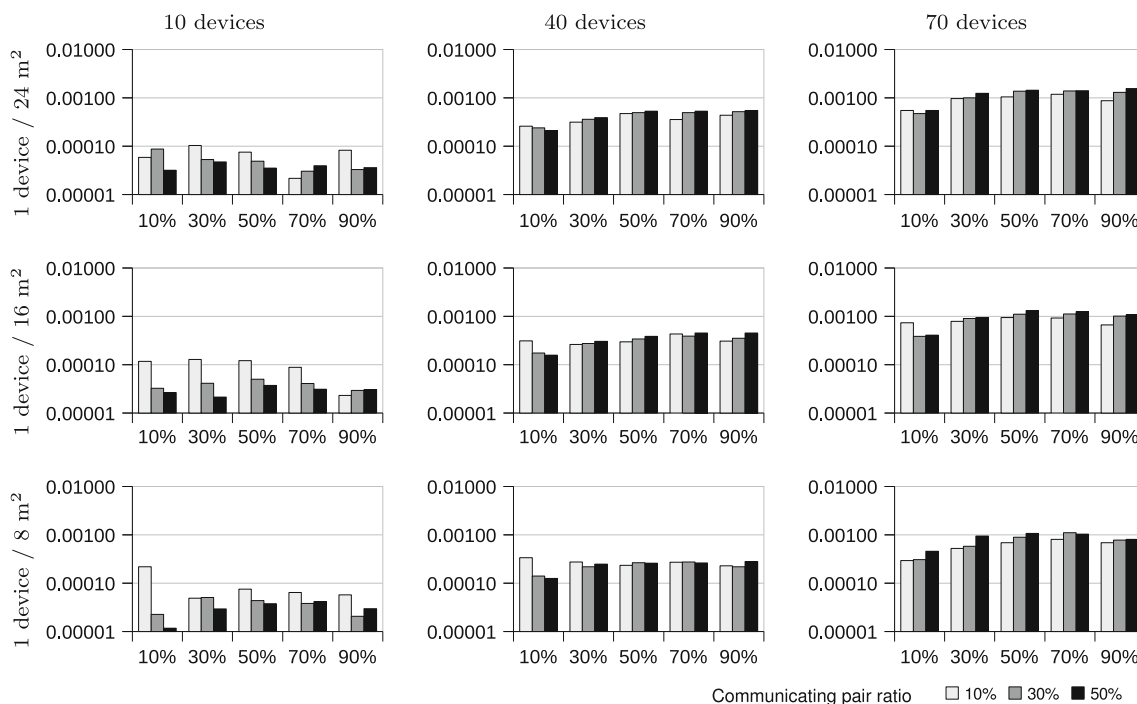 10 devices 40 devices 70 devices
1 device / 24 m²
0.01000 0.01000 0.01000
0.00100 0.00100 0.00100
0.00010 0.00010 0.00010
0.00001 0.00001 0.00001
10% 30% 50% 70% 90% 10% 30% 50% 70% 90% 10% 30% 50% 70% 90%
1 device / 16 m²
0.01000 0.01000 0.01000
0.00100 0.00100 0.00100
0.00010 0.00010 0.00010
0.00001 0.00001 0.00001
10% 30% 50% 70% 90% 10% 30% 50% 70% 90% 10% 30% 50% 70% 90%
1 device / 8 m²
0.01000 0.01000 0.01000
0.00100 0.00100 0.00100
0.00010 0.00010 0.00010
0.00001 0.00001 0.00001
10% 30% 50% 70% 90% 10% 30% 50% 70% 90% 10% 30% 50% 70% 90%
Communicating pair ratio 10% 30% 50%